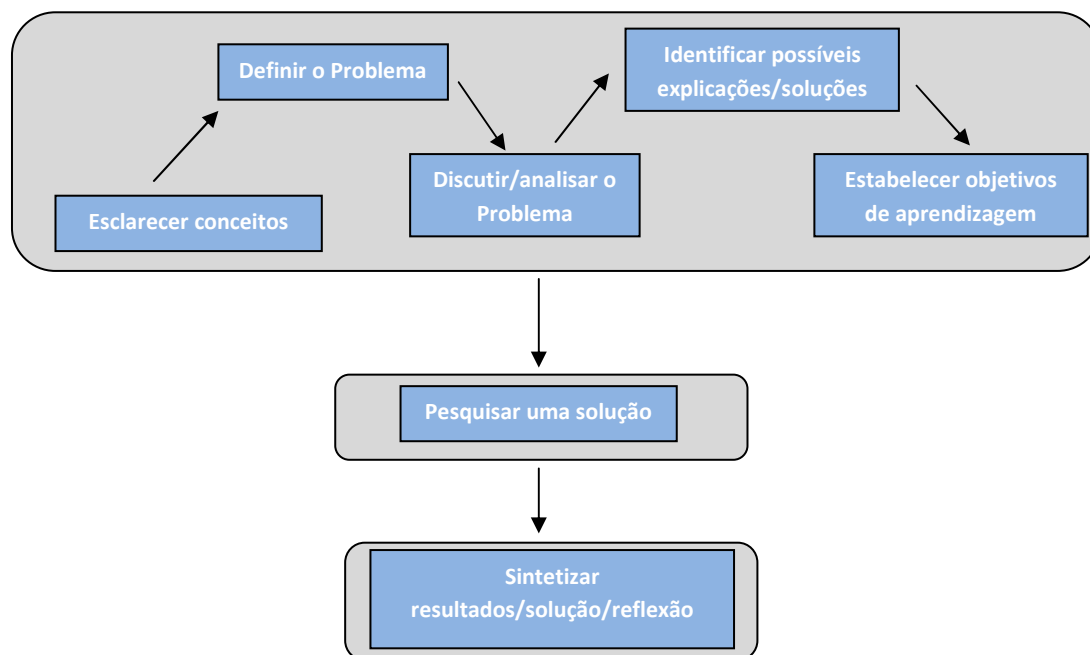 Esclarecer conceitos
Definir o Problema
Discutir/analisar o
Problema
Identificar possíveis
explicações/soluções
Estabelecer objetivos
de aprendizagem
Pesquisar uma solução
Sintetizar
resultados/solução/reflexão